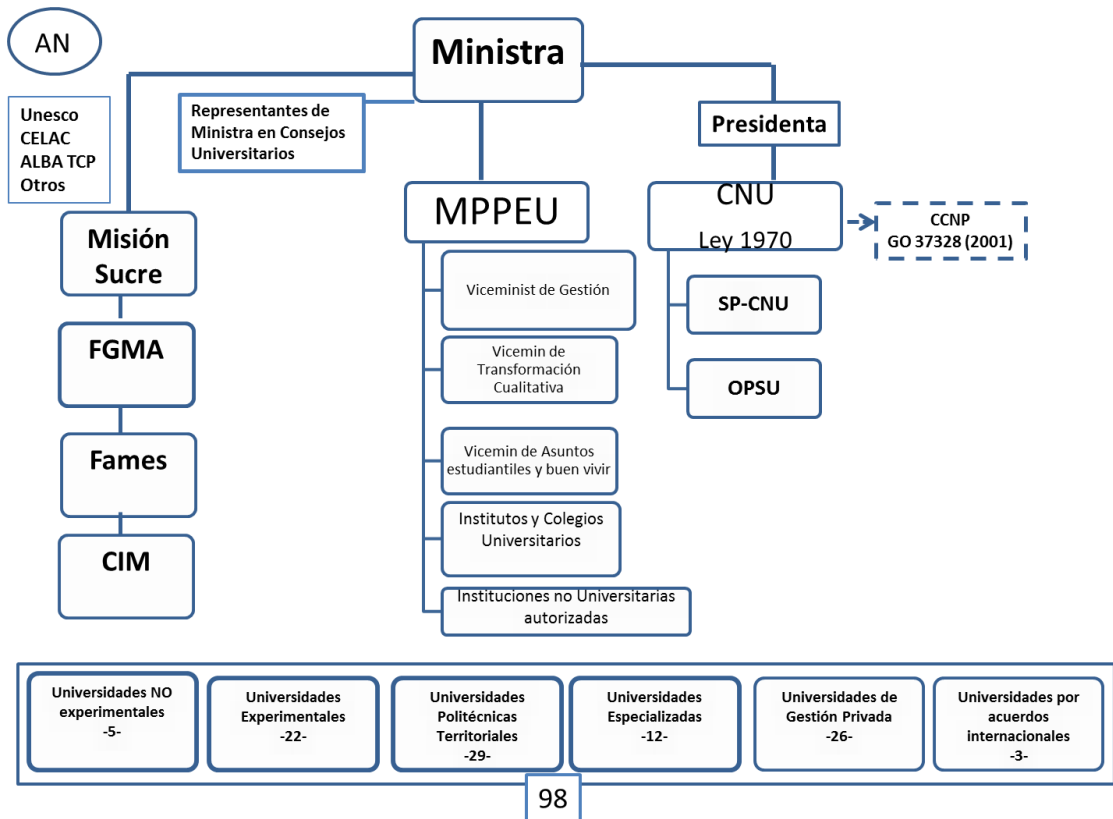 AN
Ministra
Unesco
CELAC
ALBA TCP
Otros
Representantes de
Ministra en Consejos
Universitarios
Presidenta
Misión
Sucre
FGMA
Fames
CIM
MPPEU
Viceminist de Gestión
Vicemin de
Transformación
Cualitativa
Vicemin de Asuntos
estudiantiles y buen vivir
Institutos y Colegios
Universitarios
Instituciones no Universitarias
autorizadas
CNU
Ley 1970
CCNP
GO 37328 (2001)
SP-CNU
OPSU
Universidades NO
experimentales
-5-
Universidades
Experimentales
-22-
Universidades
Politécnicas
Territoriales
-29-
Universidades
Especializadas
-12-
Universidades de
Gestión Privada
-26-
Universidades por
acuerdos
internacionales
-3-
98